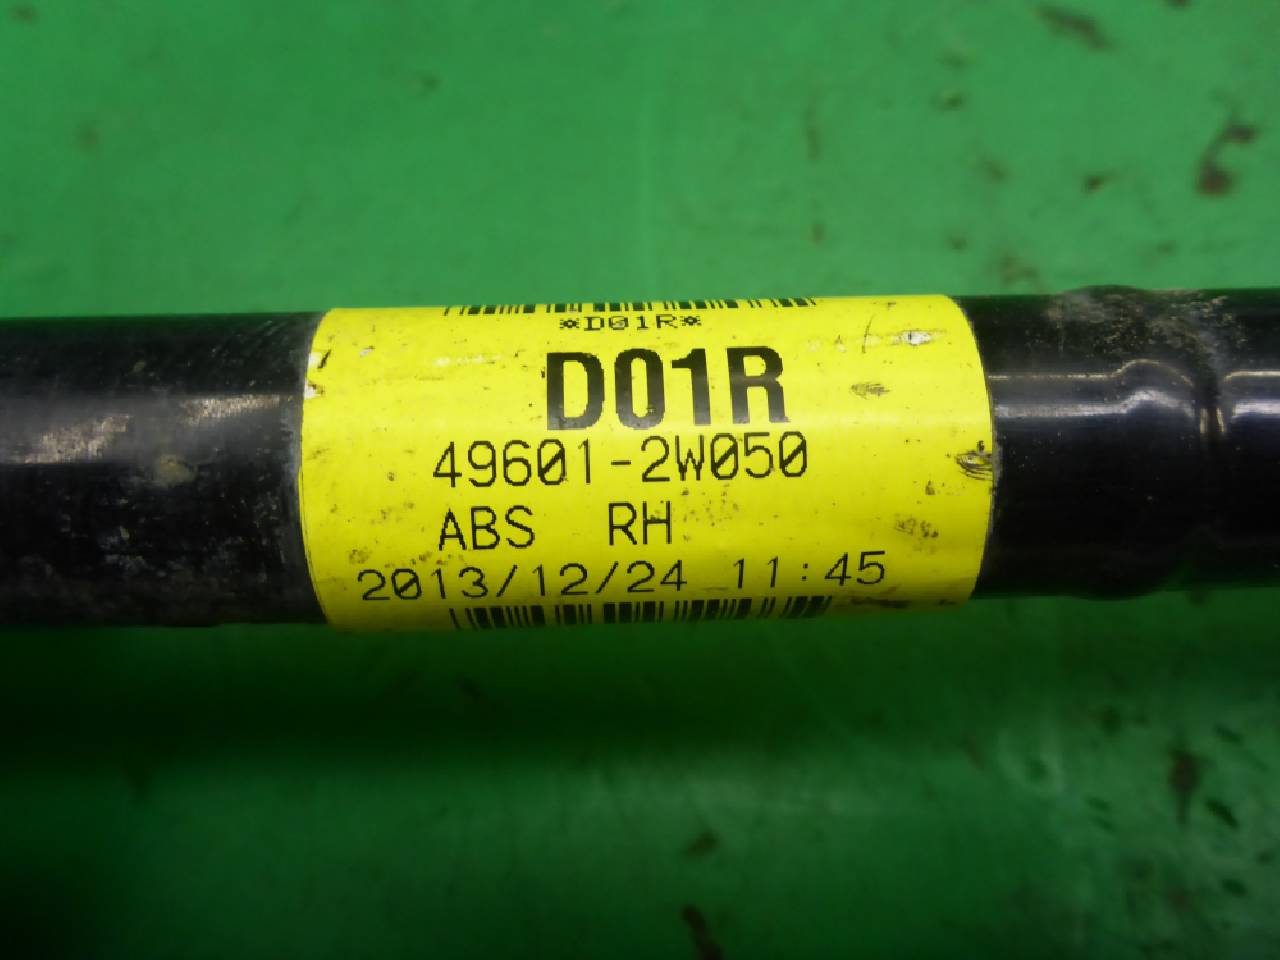 *D01R*
D01R
49601-2W050
ABS RH
2013/12/24 11:45